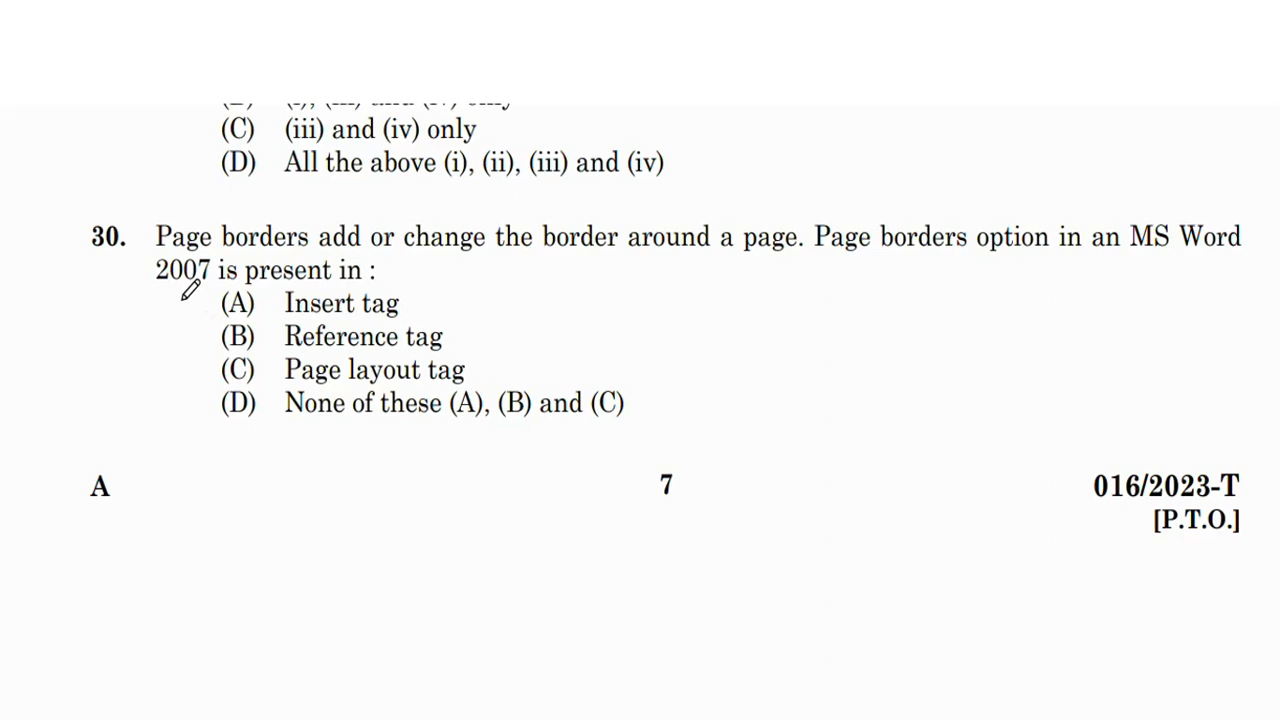 (C) (iii) and (iv) only
(D) All the above (i), (ii), (iii) and (iv)
30. Page borders add or change the border around a page. Page borders option in an MS Word
2007 is present in :
(A) Insert tag
(B) Reference tag
(C) Page layout tag
(D) None of these (A), (B) and (C)
A 7 016/2023-T
[P.T.O.]